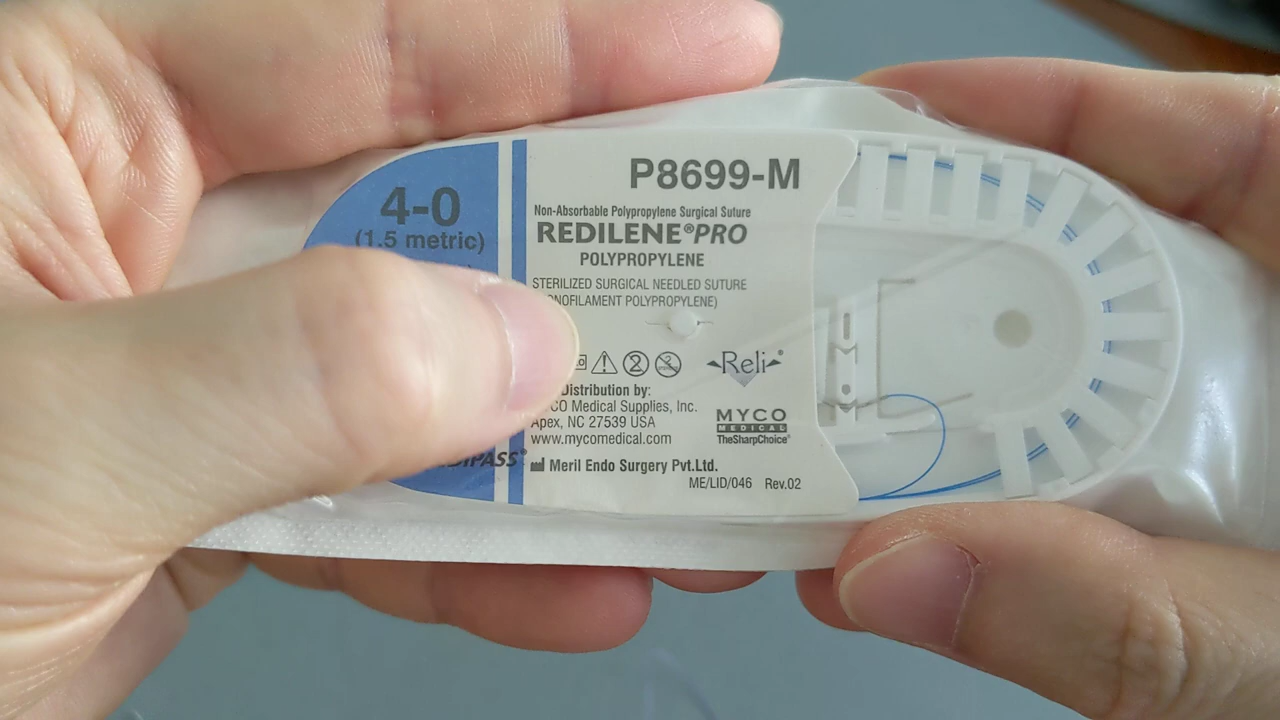 4-0
(1.5 metric)
P8699-M
Non-Absorbable Polypropylene Surgical Suture
REDILENE®PRO
POLYPROPYLENE
STERILIZED SURGICAL NEEDLED SUTURE
ONOFILAMENT POLYPROPYLENE)
Reli®
Distribution by:
CO Medical Supplies, Inc.
Apex, NC 27539 USA
www.mycomedical.com
MYCO
MEDICAL
TheSharpChoice®
DIPASS®
Meril Endo Surgery Pvt.Ltd.
ME/LID/046 Rev.02